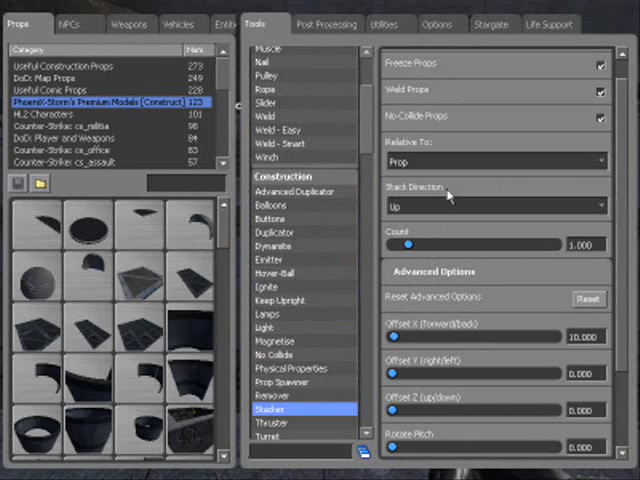 Props NPCs Weapons Vehicles Entiti
Category Num
Useful Construction Props 273
DoD: Map Props 249
Useful Comic Props 228
PhoeniX-Storm's Premium Models (Construct) 123
HL2 Characters 101
Counter-Strike: cs_militia 98
DoD: Player and Weapons 84
Counter-Strike: cs_office 83
Counter-Strike: cs_assault 57
Tools Post Processing Utilities Options Stargate Life Support
Muscle
Nail
Pulley
Rope
Slider
Weld
Weld - Easy
Weld - Smart
Winch
Construction
Advanced Duplicator
Balloons
Buttons
Duplicator
Dynamite
Emitter
Hover-Ball
Ignite
Keep Upright
Lamps
Light
Magnetise
No Collide
Physical Properties
Prop Spawner
Remover
Stacker
Thruster
Turret
Freeze Props
Weld Props
No Collide Props
Relative To:
Prop
Stack Direction
Up
Count
1.000
Advanced Options
Reset Advanced Options Reset
Offset X (forward/back)
10.000
Offset Y (right/left)
0.000
Offset Z (up/down)
0.000
Rotate Pitch
0.000